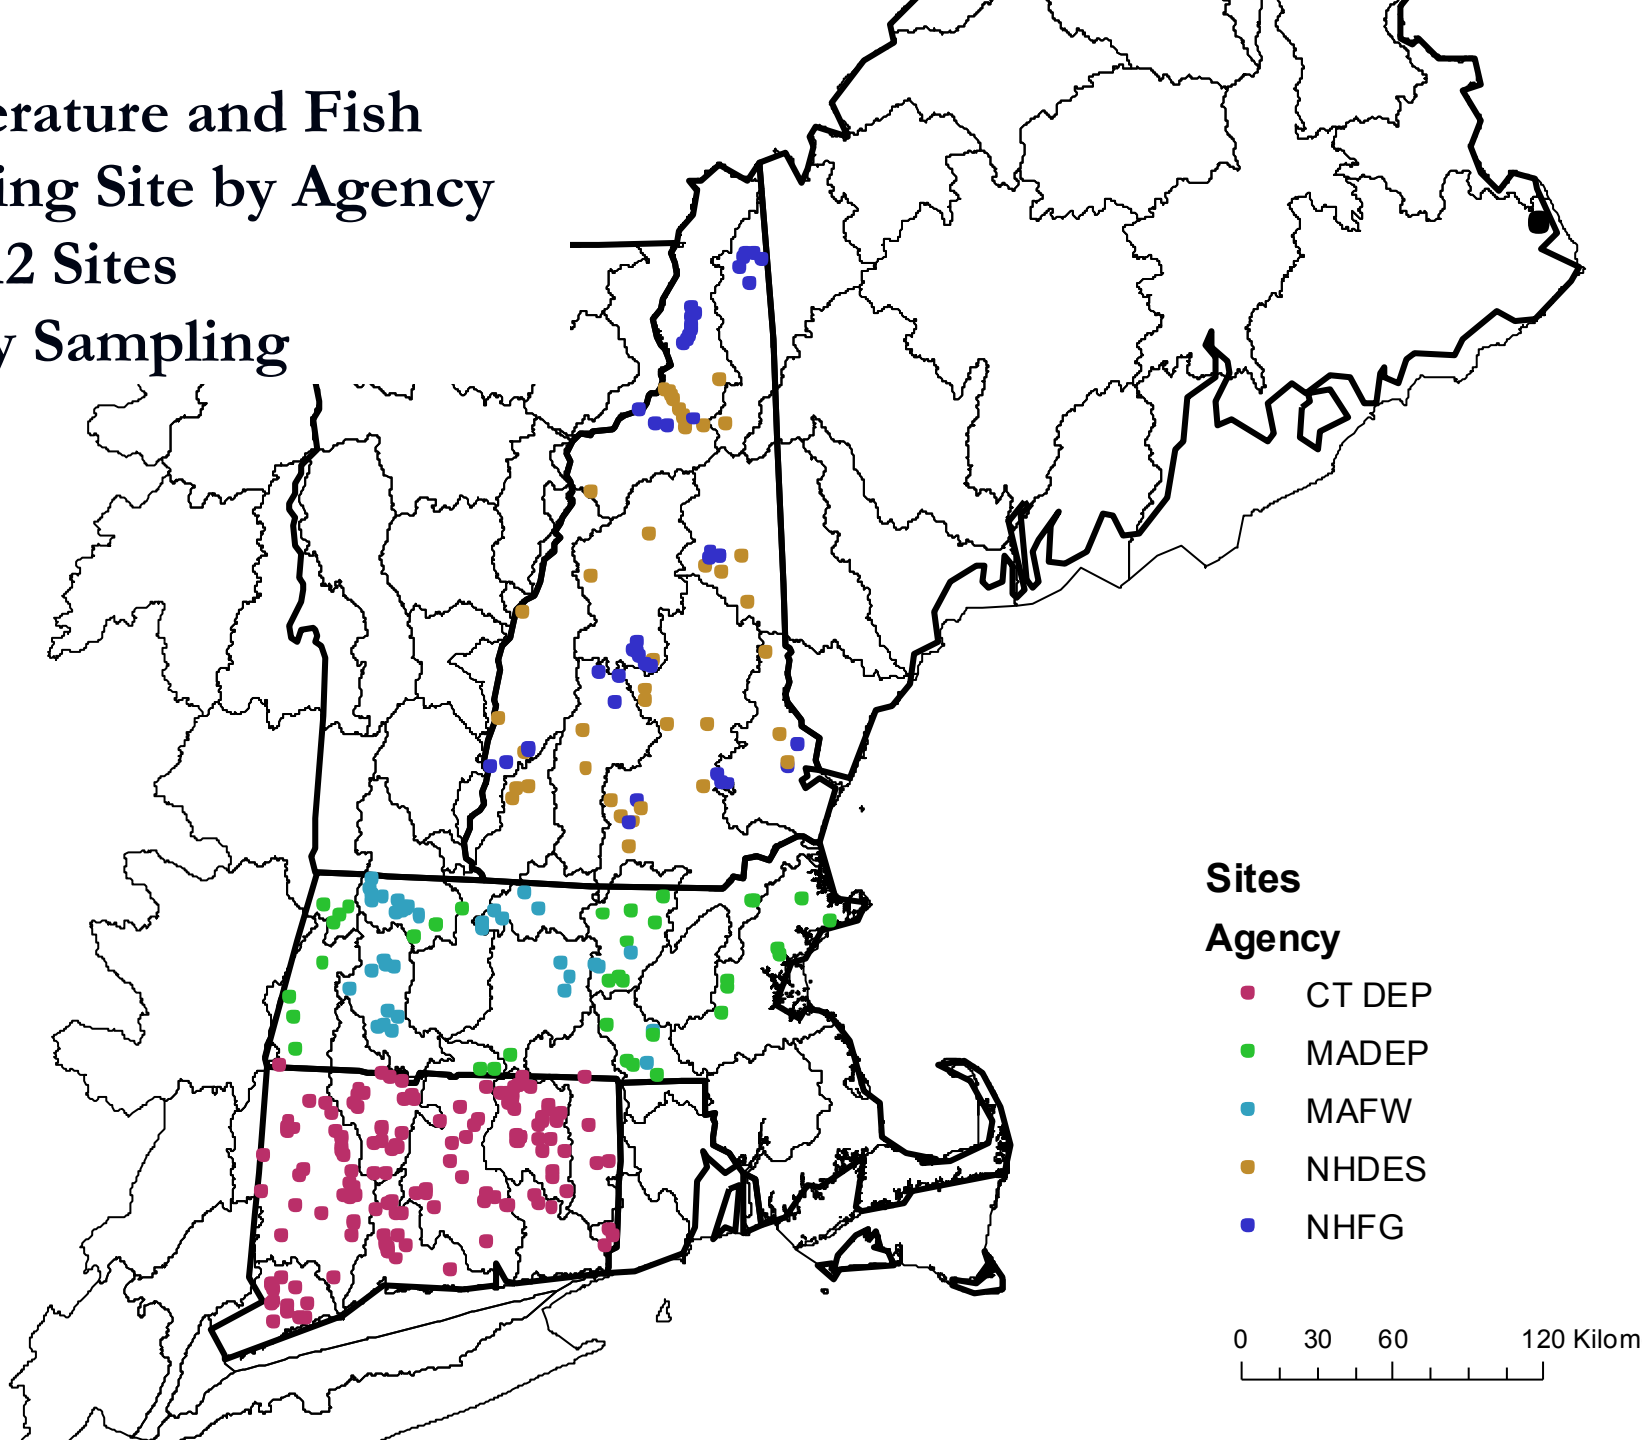 erature and Fish
ing Site by Agency
12 Sites
y Sampling
Sites
Agency
CT DEP
MADEP
MAFW
NHDES
NHFG
0 30 60 120 Kilom